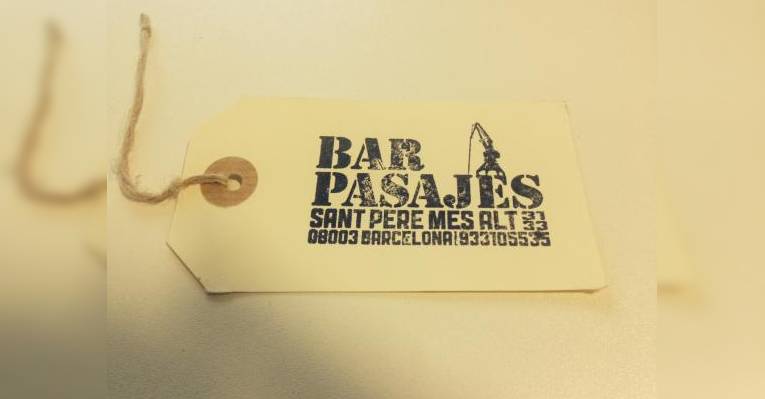 BAR
PASAJES
SANT PERE MES ALT 31 33
08003 BARCELONA 933105535